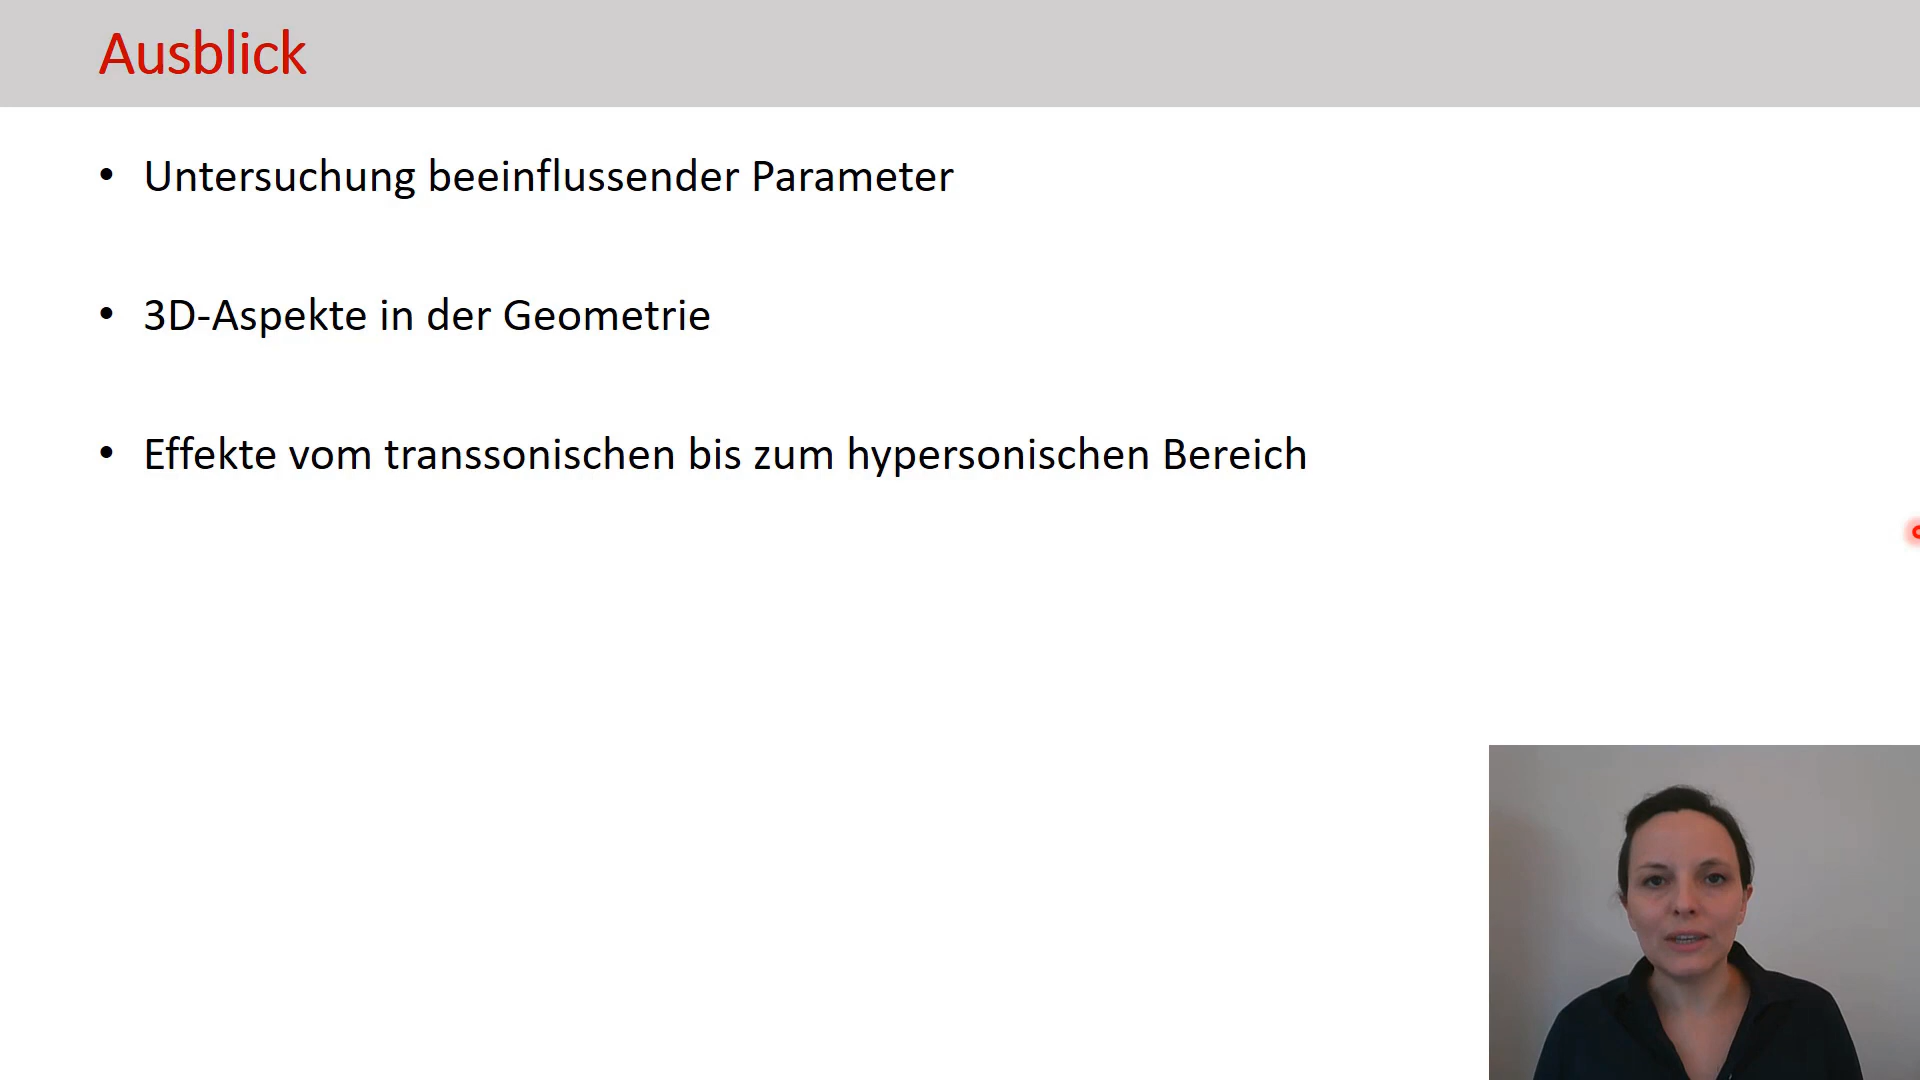 Ausblick
• Untersuchung beeinflussender Parameter
• 3D-Aspekte in der Geometrie
• Effekte vom transsonischen bis zum hypersonischen Bereich